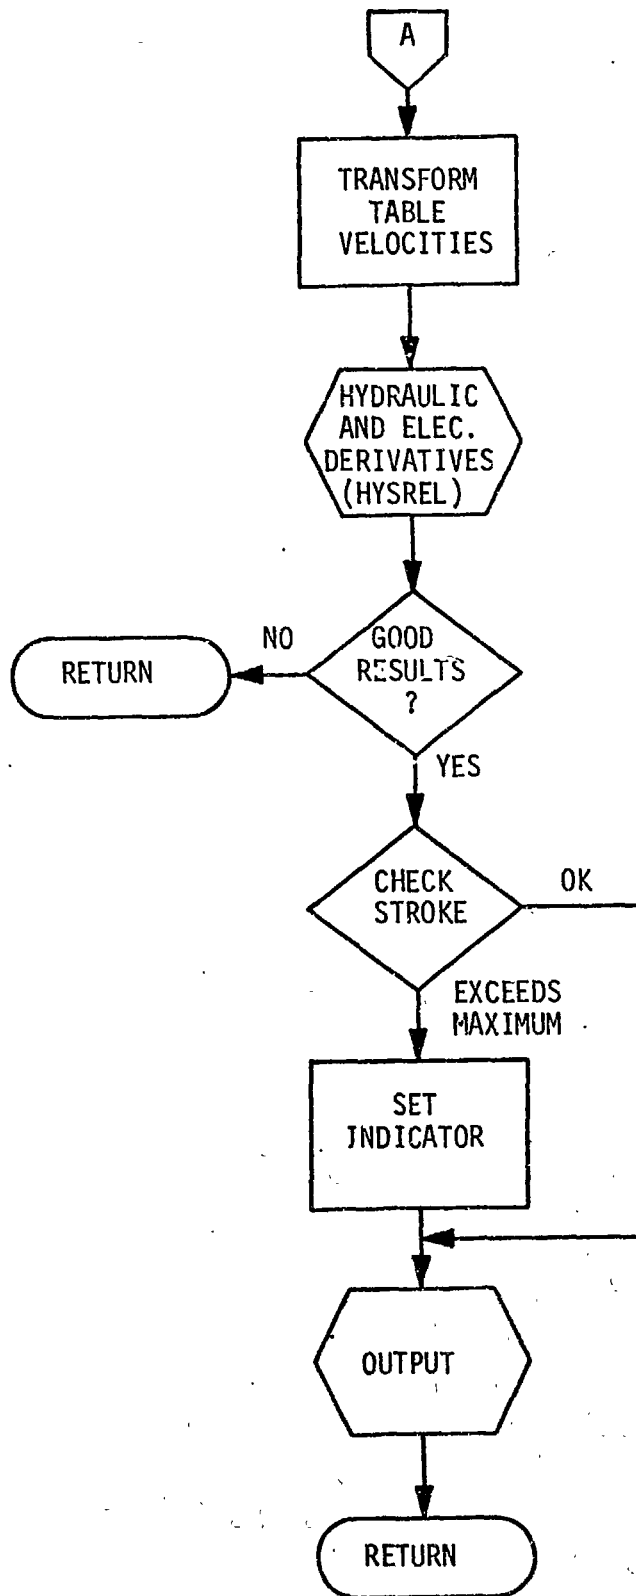 A
TRANSFORM
TABLE
VELOCITIES
HYDRAULIC
AND ELEC.
DERIVATIVES
(HYSREL)
NO
GOOD
RESULTS
?
RETURN
YES
CHECK
STROKE
OK
EXCEEDS
MAXIMUM
SET
INDICATOR
OUTPUT
RETURN